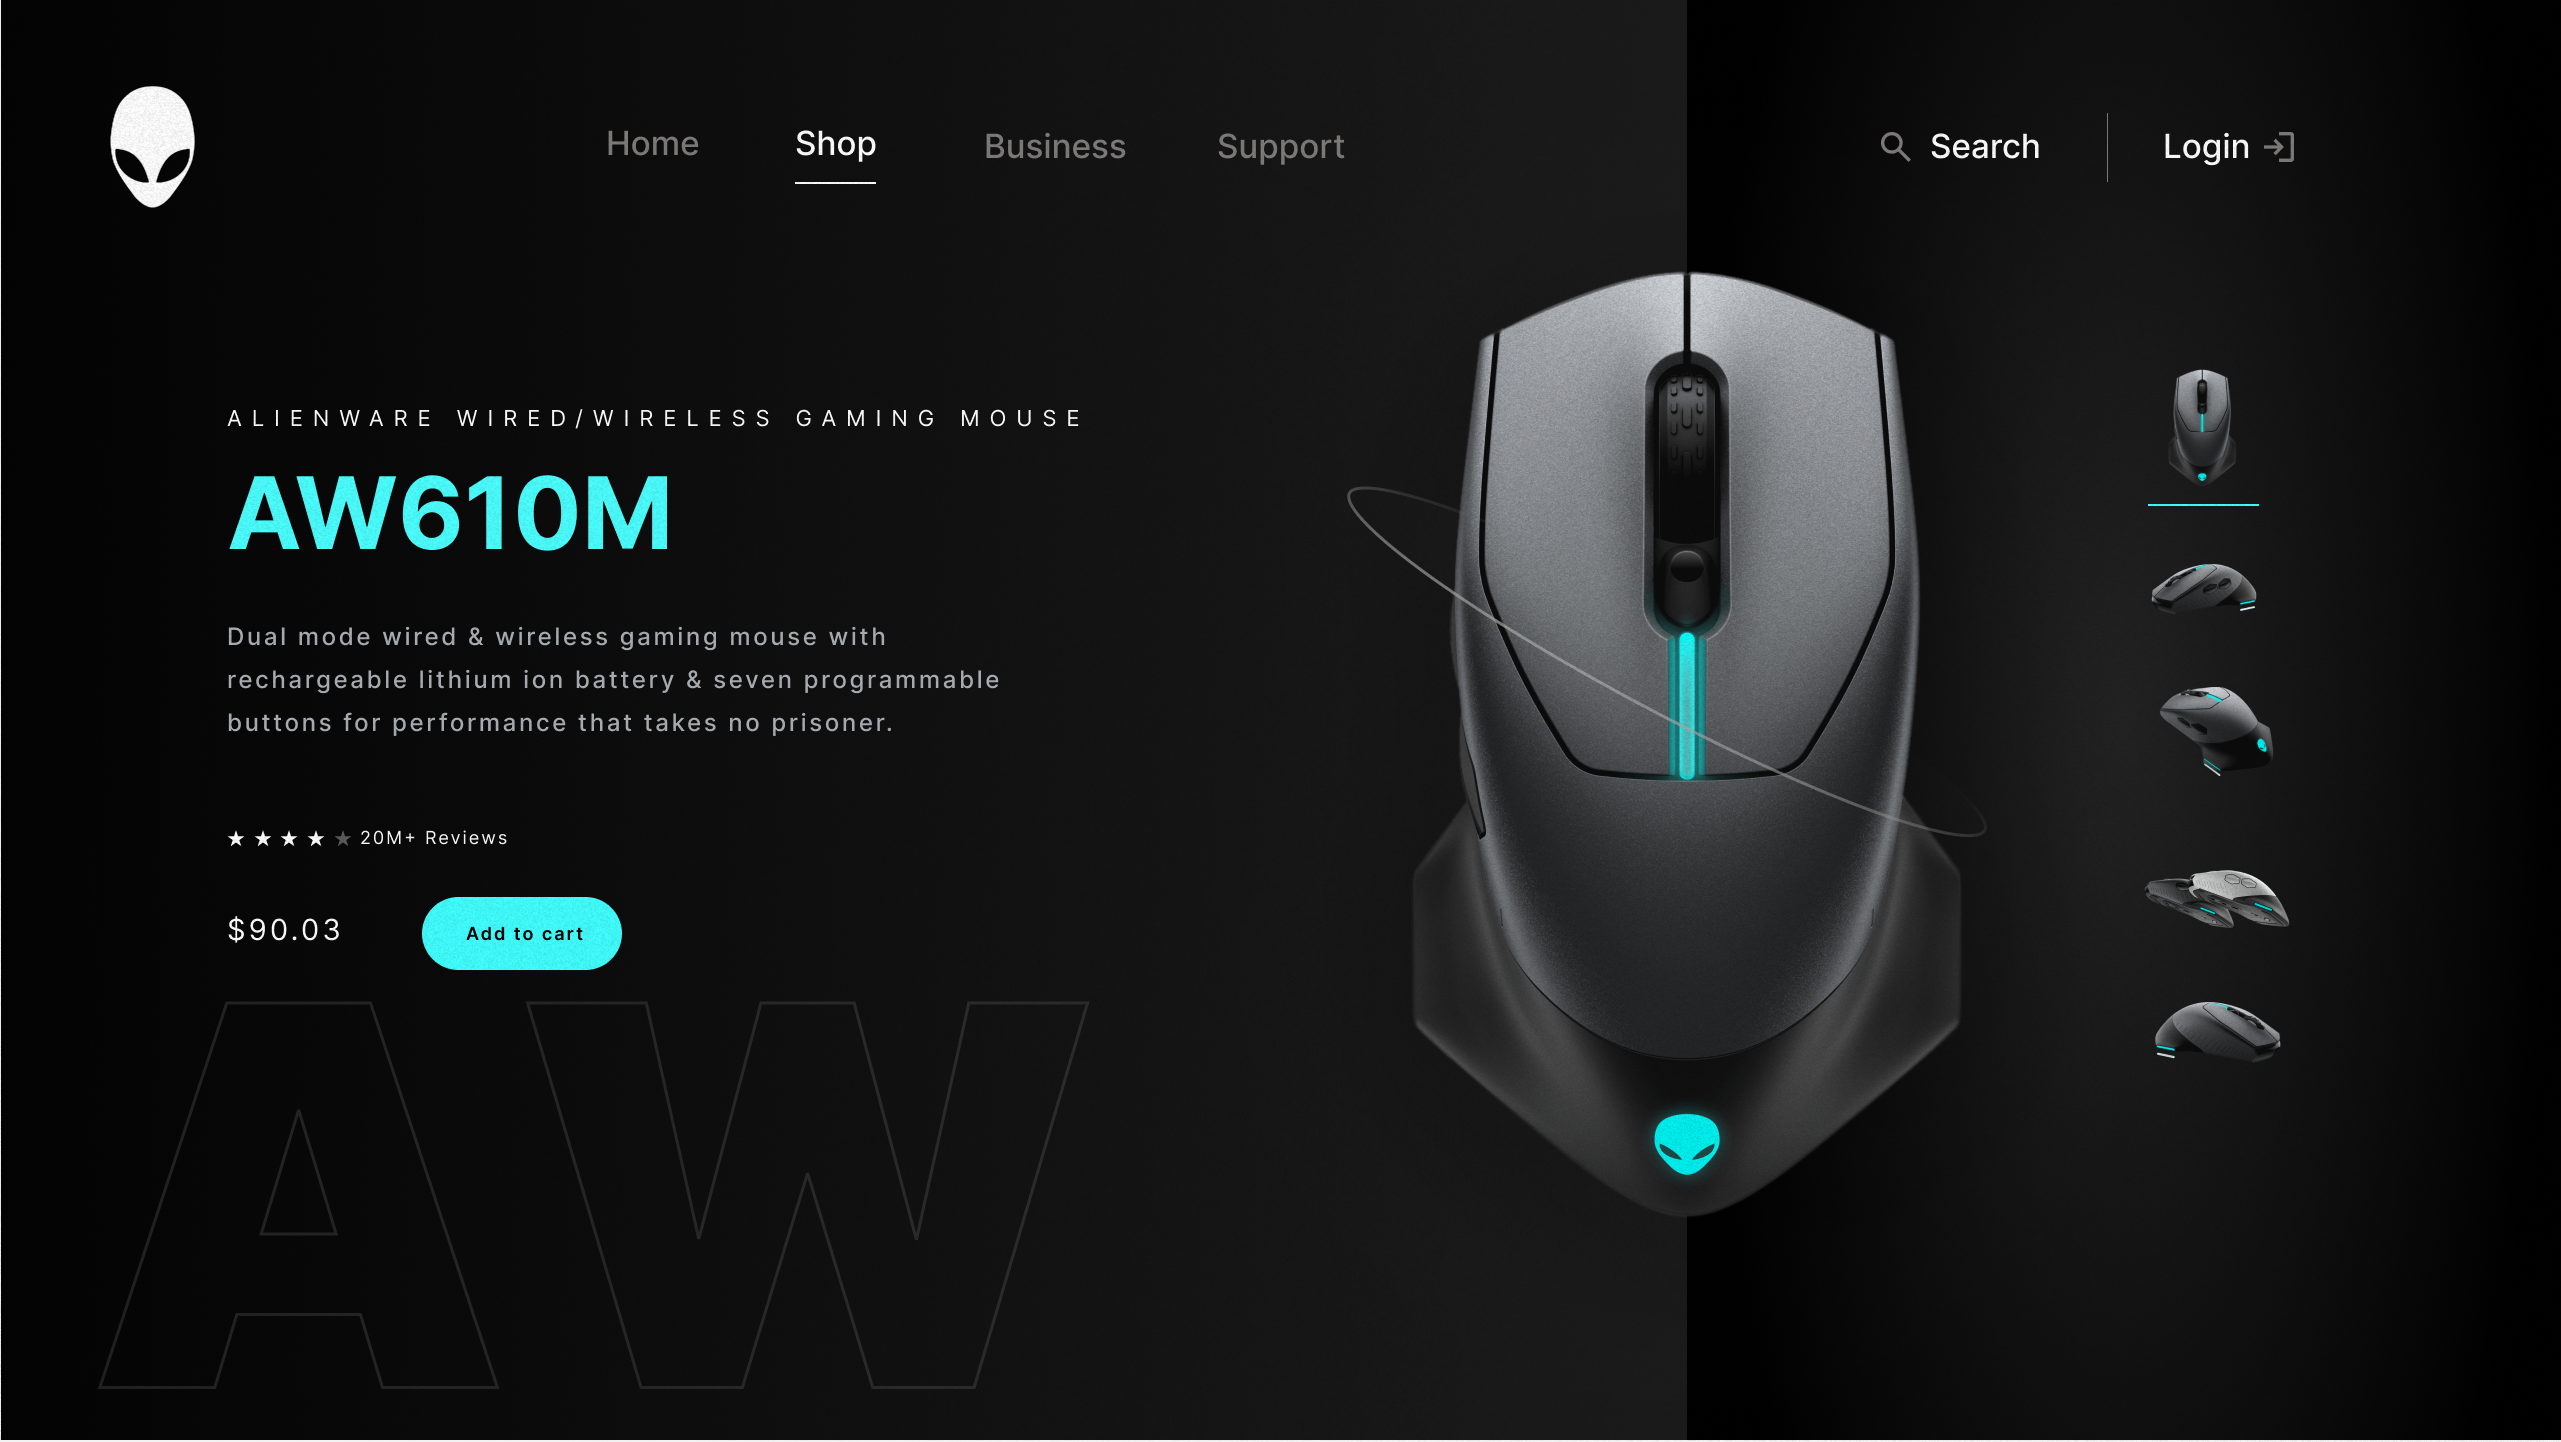 Home Shop Business Support Search Login
ALIENWARE WIRED/WIRELESS GAMING MOUSE
AW610M
Dual mode wired & wireless gaming mouse with
rechargeable lithium ion battery & seven programmable
buttons for performance that takes no prisoner.
20M+ Reviews
$90.03 Add to cart
AW